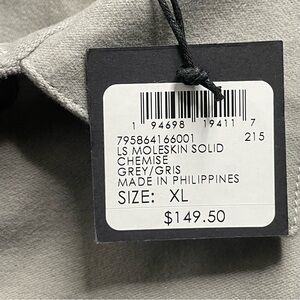 1 94698 19411 7
795864166001 215
LS MOLESKIN SOLID
CHEMISE
GREY/GRIS
MADE IN PHILIPPINES
SIZE: XL
$149.50